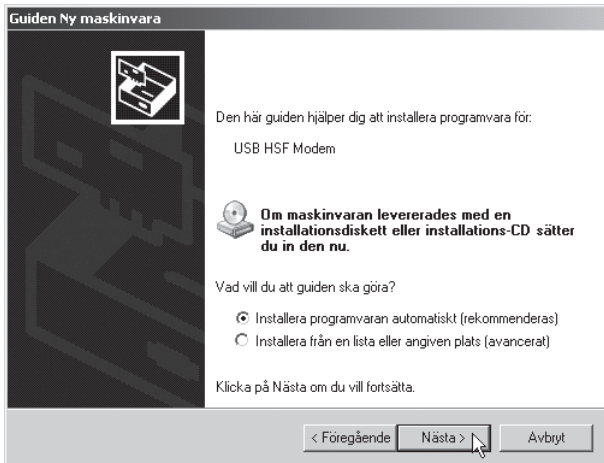 Guiden Ny maskinvara
Den här guiden hjälper dig att installera programvara för:
USB HSF Modem
Om maskinvaran levererades med en
installationsdiskett eller installations-CD sätter
du in den nu.
Vad vill du att guiden ska göra?
Installera programvaran automatiskt (rekommenderas)
Installera från en lista eller angiven plats (avancerat)
Klicka på Nästa om du vill fortsätta.
< Föregående Nästa > Avbryt